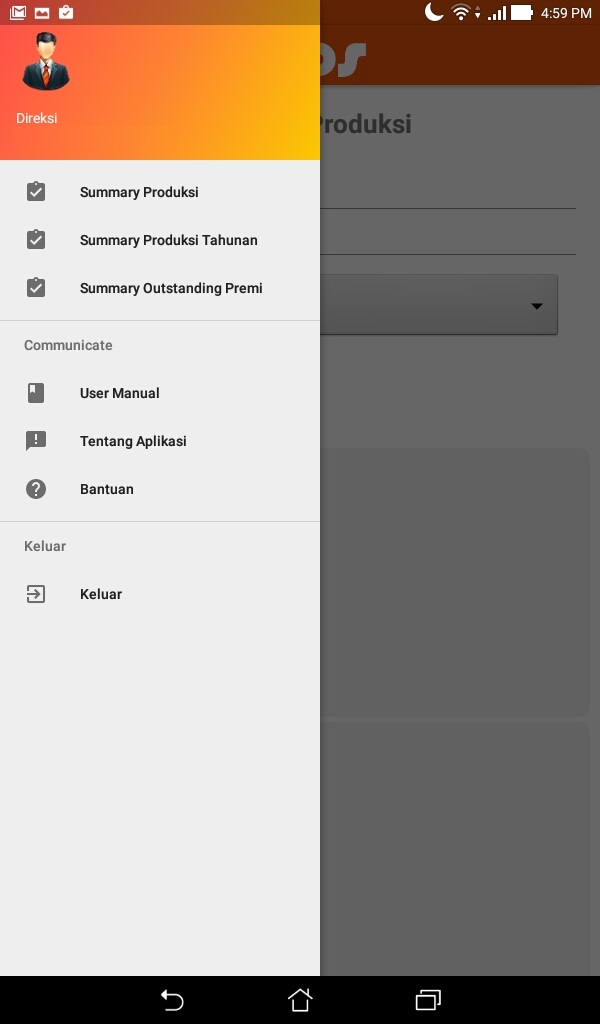 4:59 PM
Direksi
Produksi
Summary Produksi
Summary Produksi Tahunan
Summary Outstanding Premi
Communicate
User Manual
Tentang Aplikasi
Bantuan
Keluar
Keluar